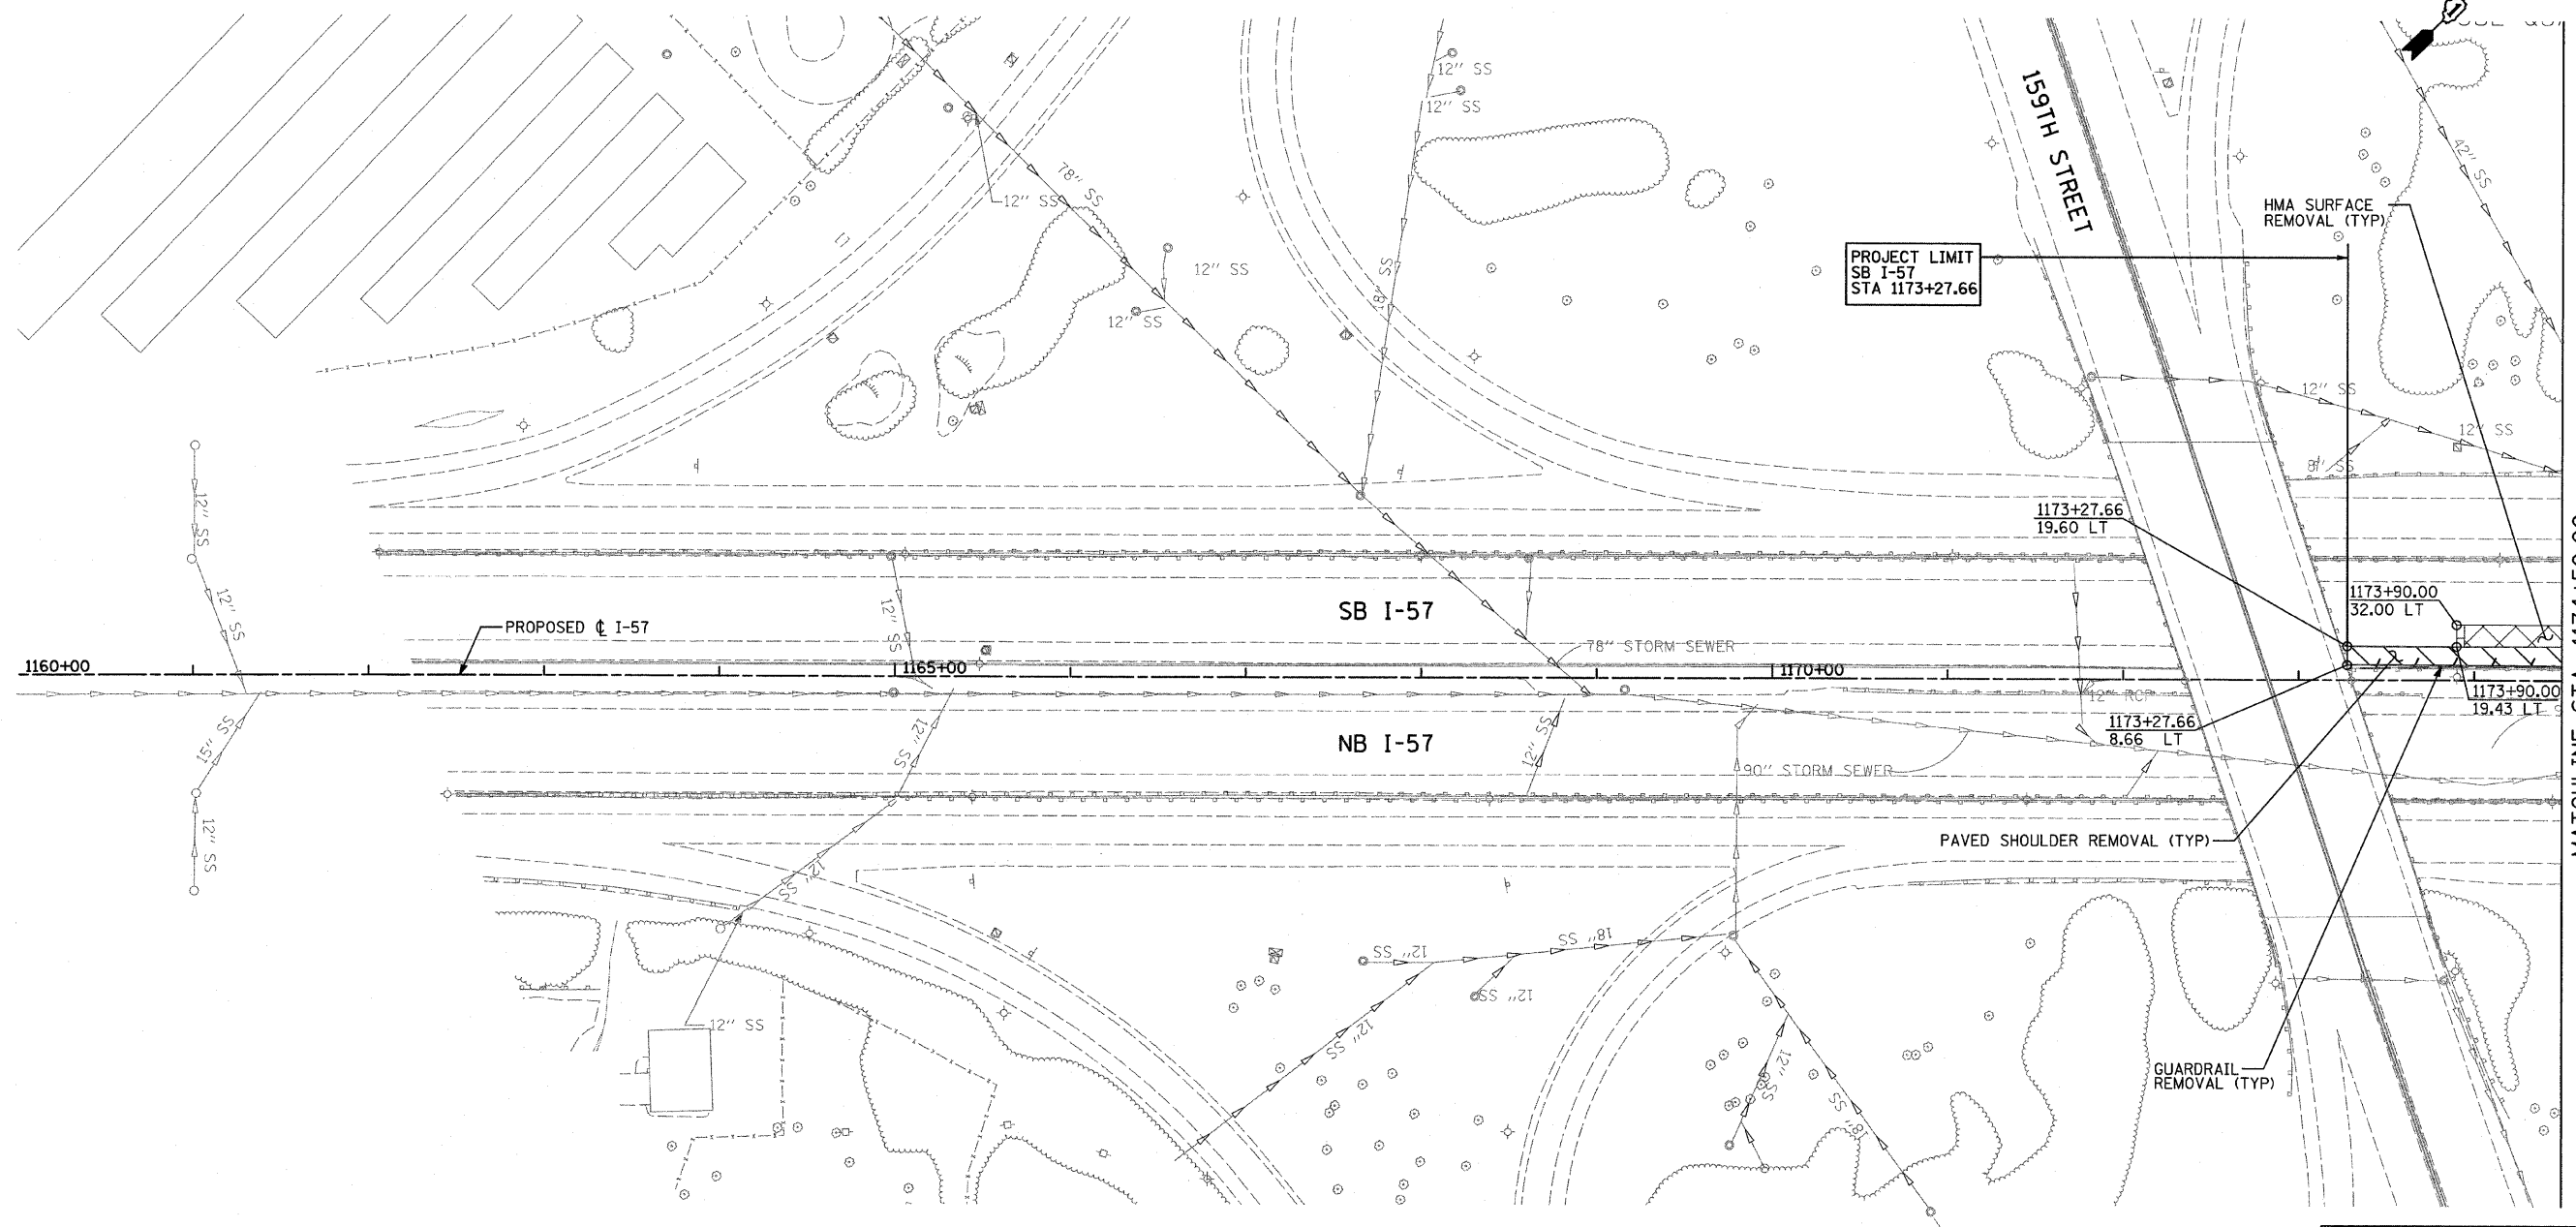 12" SS
12" SS
78" SS
12" SS
159TH STREET
42" SS
HMA SURFACE
REMOVAL (TYP)
PROJECT LIMIT
SB I-57
STA 1173+27.66
12" SS
18" SS
12" SS
12" SS
12" SS
8" SS
12" SS
1173+27.66
19.60 LT
12" SS
12" SS
SB I-57
1173+90.00
32.00 LT
PROPOSED ℄ I-57
78" STORM SEWER
1160+00
1165+00
1170+00
12" RCP
1173+90.00
19.43 LT
1173+27.66
8.66 LT
15" SS
12" SS
NB I-57
12" SS
90" STORM SEWER
12" SS
PAVED SHOULDER REMOVAL (TYP)
12" SS
12" SS
18" SS
12" SS
12" SS
12" SS
12" SS
18" SS
GUARDRAIL
REMOVAL (TYP)